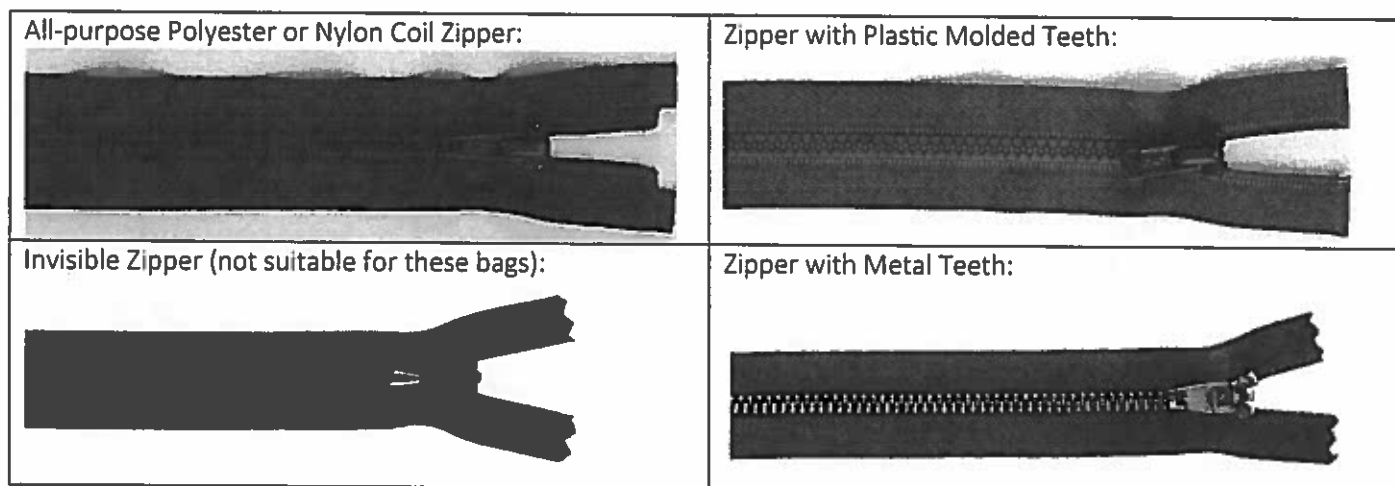 All-purpose Polyester or Nylon Coil Zipper:
Zipper with Plastic Molded Teeth:
Invisible Zipper (not suitable for these bags):
Zipper with Metal Teeth: